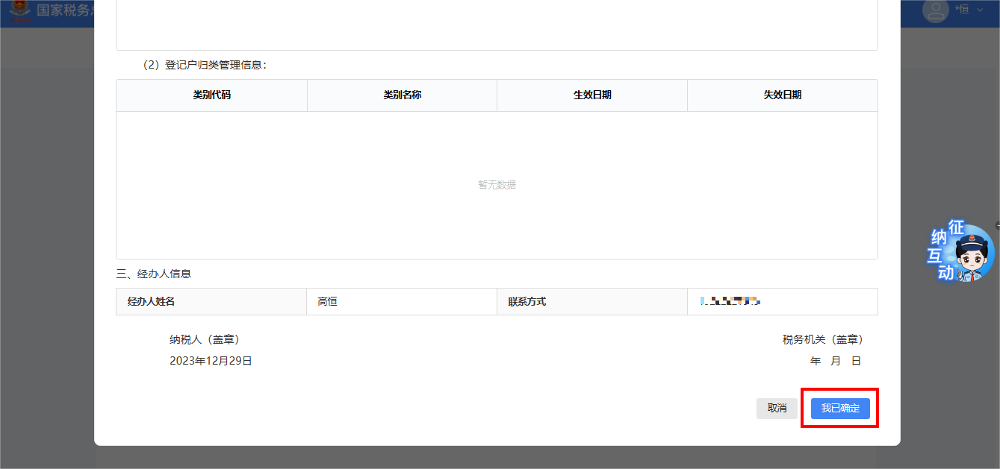 国家税务总
*恒
（2）登记户归类管理信息：
类别代码 类别名称 生效日期 失效日期
暂无数据
征
纳
互
动
三、经办人信息
经办人姓名 高恒 联系方式
纳税人（盖章） 税务机关（盖章）
2023年12月29日 年 月 日
取消 我已确定